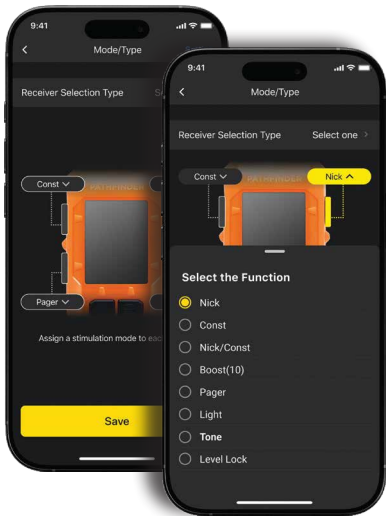 9:41
Mode/Type
Receiver Selection Type
Const
Pager
Assign a stimulation mode to eac
Save
9:41
Mode/Type
Receiver Selection Type Select one
Const Nick
PATHFINDER
Select the Function
Nick
Const
Nick/Const
Boost(10)
Pager
Light
Tone
Level Lock